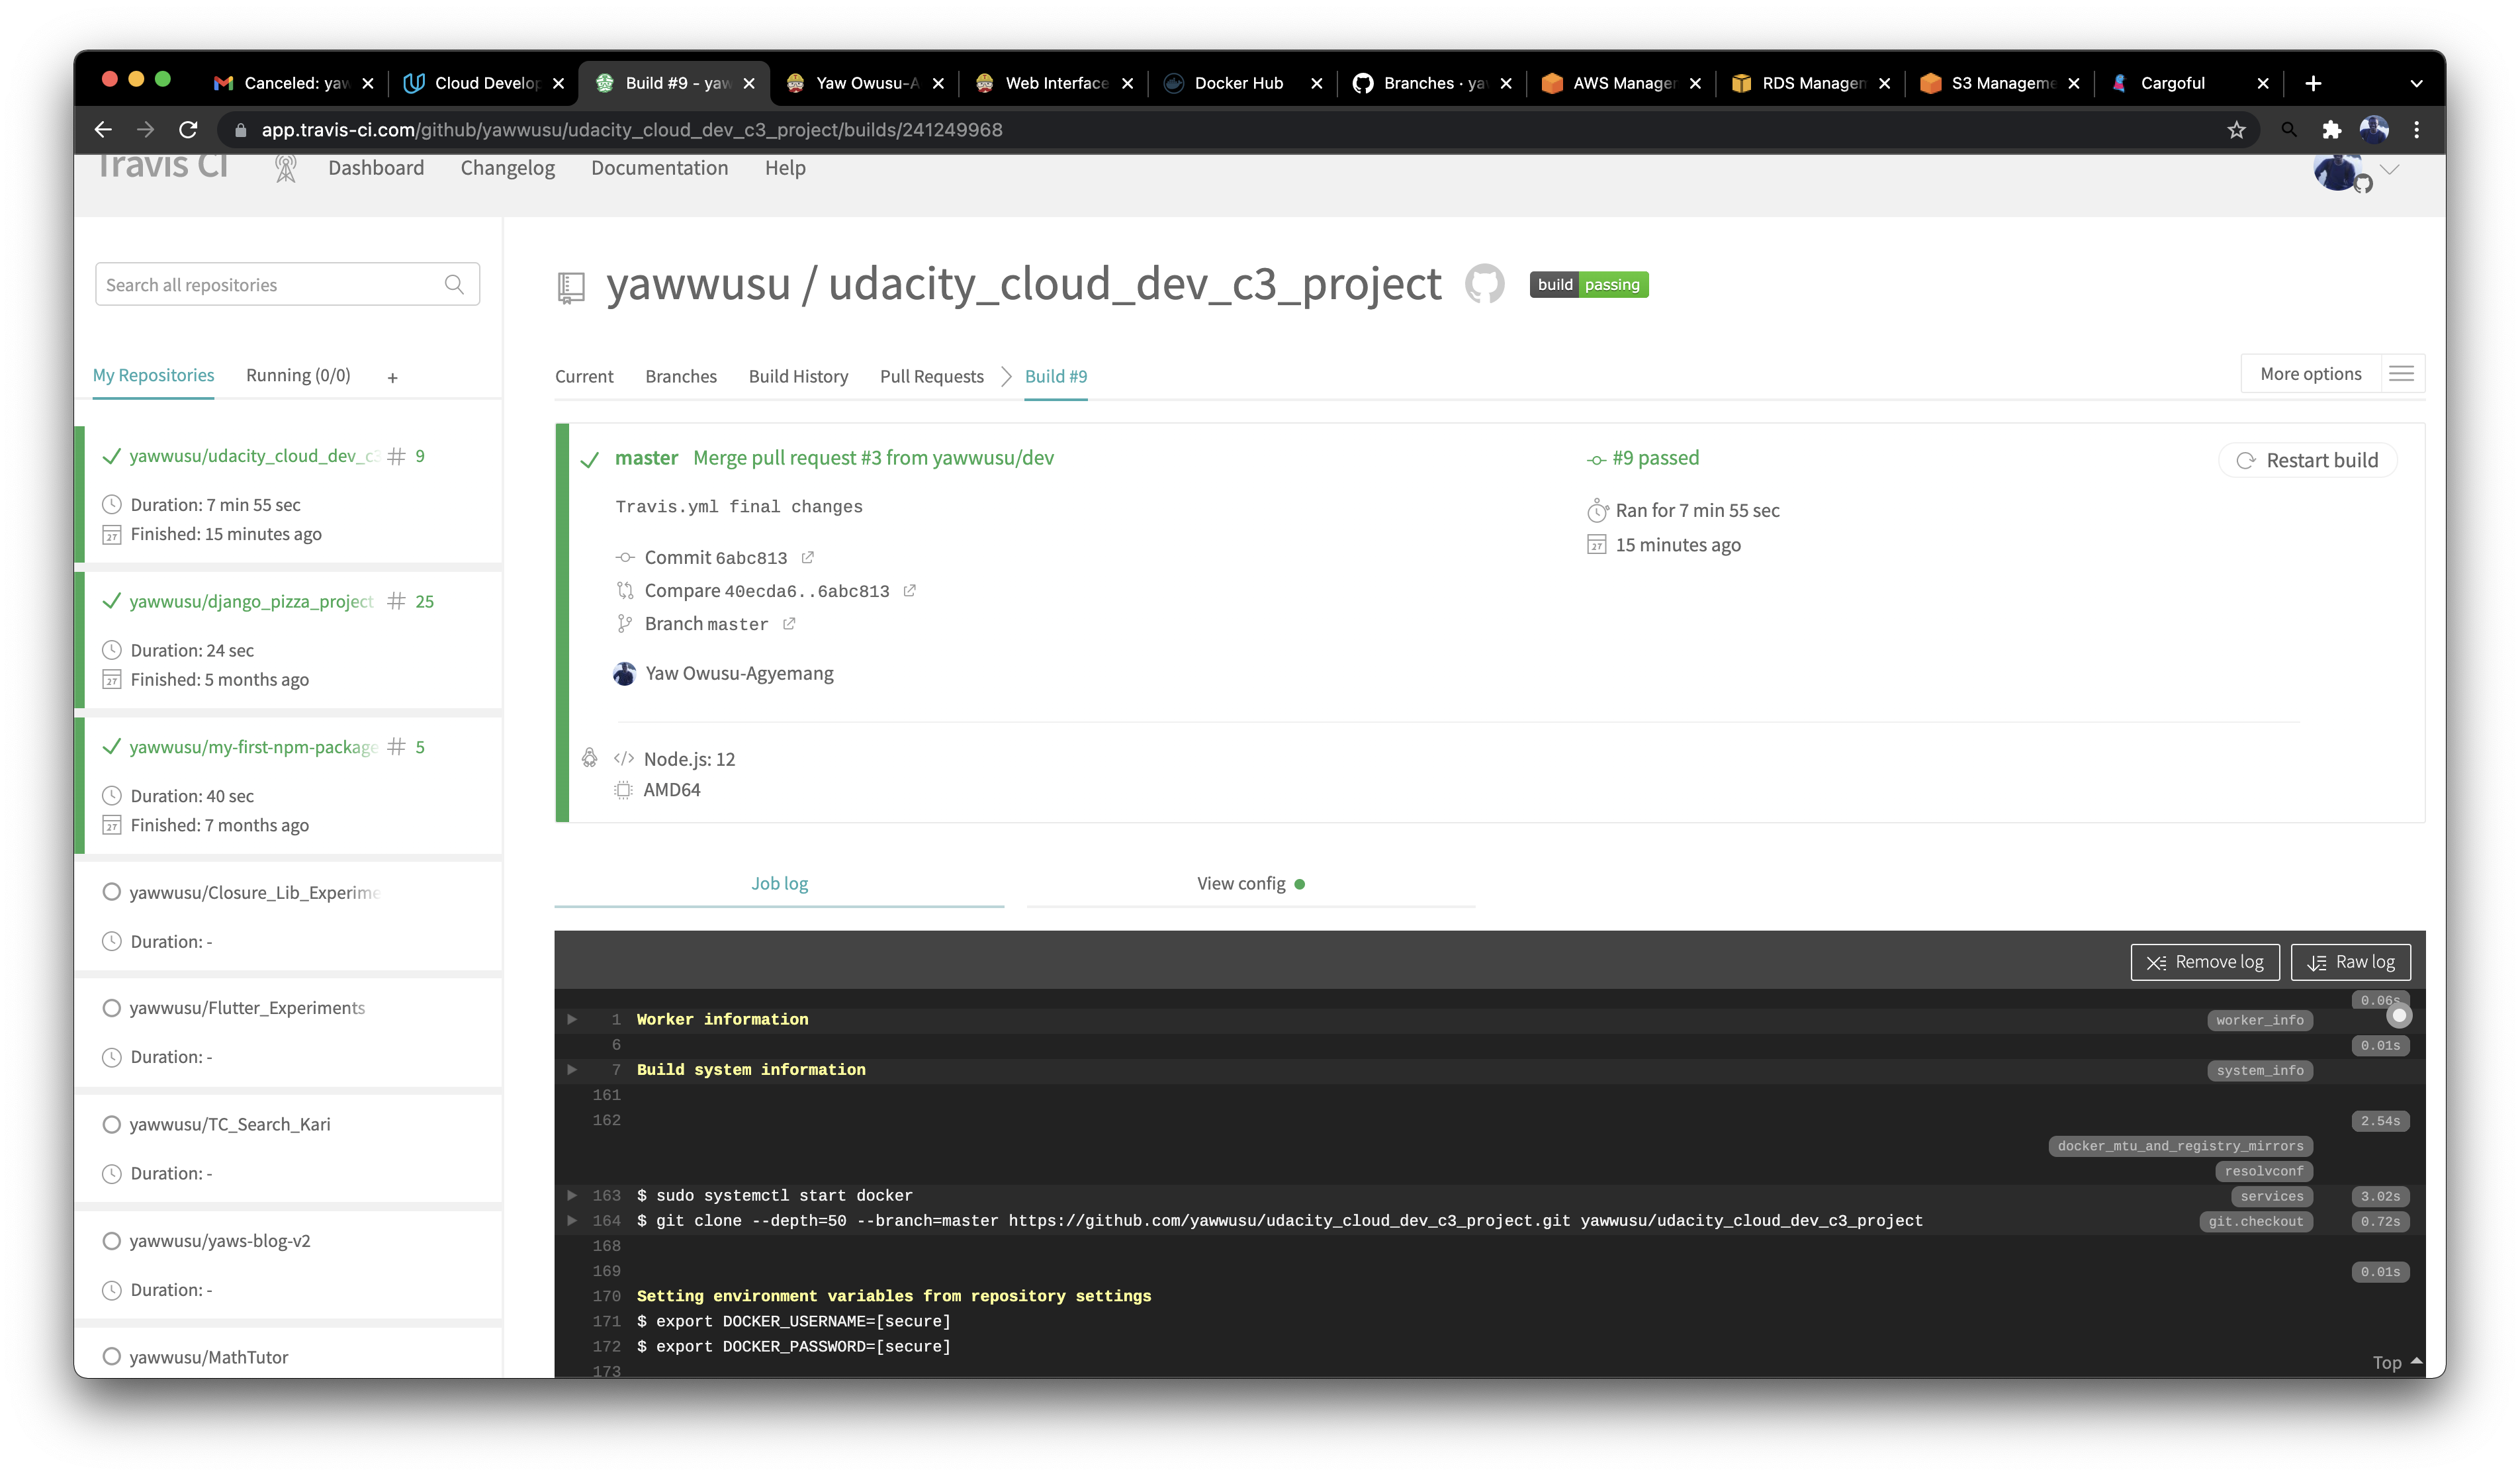 Canceled: yaw
Cloud Develop
Build #9 - yaw
Yaw Owusu-A
Web Interface
Docker Hub
Branches · yaw
AWS Manager
RDS Managem
S3 Manageme
Cargoful
app.travis-ci.com/github/yawwusu/udacity_cloud_dev_c3_project/builds/241249968
Travis CI
Dashboard
Changelog
Documentation
Help
Search all repositories
My Repositories
Running (0/0)
+
yawwusu/udacity_cloud_dev_c3 # 9
Duration: 7 min 55 sec
27 Finished: 15 minutes ago
yawwusu/django_pizza_project # 25
Duration: 24 sec
27 Finished: 5 months ago
yawwusu/my-first-npm-package # 5
Duration: 40 sec
27 Finished: 7 months ago
yawwusu/Closure_Lib_Experime
Duration: -
yawwusu/Flutter_Experiments
Duration: -
yawwusu/TC_Search_Kari
Duration: -
yawwusu/yaws-blog-v2
Duration: -
yawwusu/MathTutor
yawwusu / udacity_cloud_dev_c3_project
build passing
Current
Branches
Build History
Pull Requests
Build #9
More options
master Merge pull request #3 from yawwusu/dev
Travis.yml final changes
Commit 6abc813
Compare 40ecda6..6abc813
Branch master
Yaw Owusu-Agyemang
#9 passed
Ran for 7 min 55 sec
27 15 minutes ago
Restart build
</> Node.js: 12
AMD64
Job log
View config
Remove log
Raw log
0.06s
1 Worker information worker_info
6 0.01s
7 Build system information system_info
161
162 2.54s
docker_mtu_and_registry_mirrors
resolvconf
163 $ sudo systemctl start docker services 3.02s
164 $ git clone --depth=50 --branch=master https://github.com/yawwusu/udacity_cloud_dev_c3_project.git yawwusu/udacity_cloud_dev_c3_project git.checkout 0.72s
168
169 0.01s
170 Setting environment variables from repository settings
171 $ export DOCKER_USERNAME=[secure]
172 $ export DOCKER_PASSWORD=[secure]
173
Top